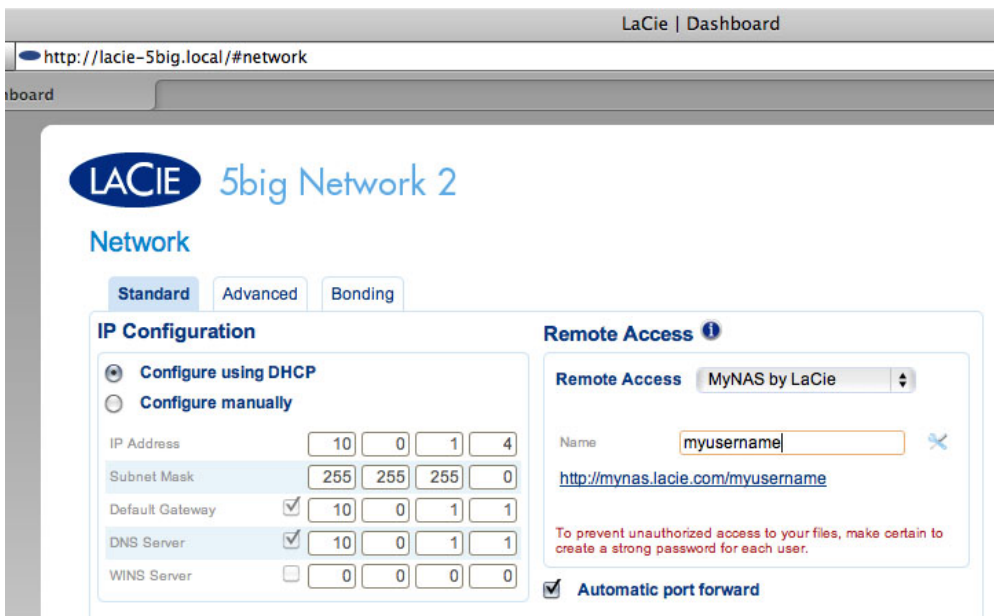 LaCie | Dashboard
http://lacie-5big.local/#network
board
LACIE 5big Network 2
Network
Standard Advanced Bonding
IP Configuration
Configure using DHCP
Configure manually
IP Address 10 0 1 4
Subnet Mask 255 255 255 0
Default Gateway 10 0 1 1
DNS Server 10 0 1 1
WINS Server 0 0 0 0
Remote Access
Remote Access MyNAS by LaCie
Name myusername
http://mynas.lacie.com/myusername
To prevent unauthorized access to your files, make certain to
create a strong password for each user.
Automatic port forward